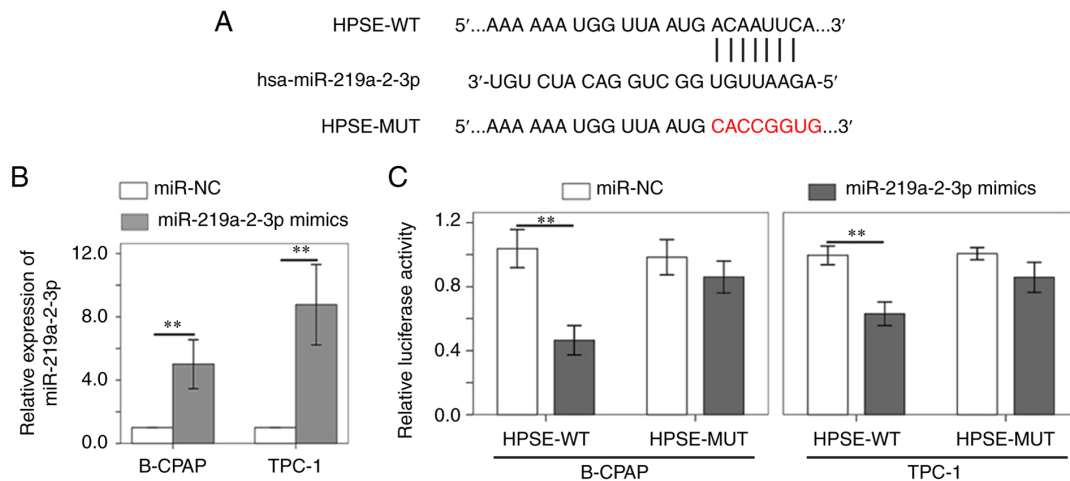 A
HPSE-WT 5′...AAA AAA UGG UUA AUG ACAAUUCA...3′
hsa-miR-219a-2-3p 3′-UGU CUA CAG GUC GG UGUUAAGA-5′
HPSE-MUT 5′...AAA AAA UGG UUA AUG CACCGGUG...3′
B
miR-NC
miR-219a-2-3p mimics
Relative expression of
miR-219a-2-3p
12.0
8.0
4.0
0.0
**
**
B-CPAP TPC-1
C
miR-NC miR-219a-2-3p mimics
Relative luciferase activity
1.2
0.8
0.4
0.0
**
**
HPSE-WT HPSE-MUT HPSE-WT HPSE-MUT
B-CPAP TPC-1